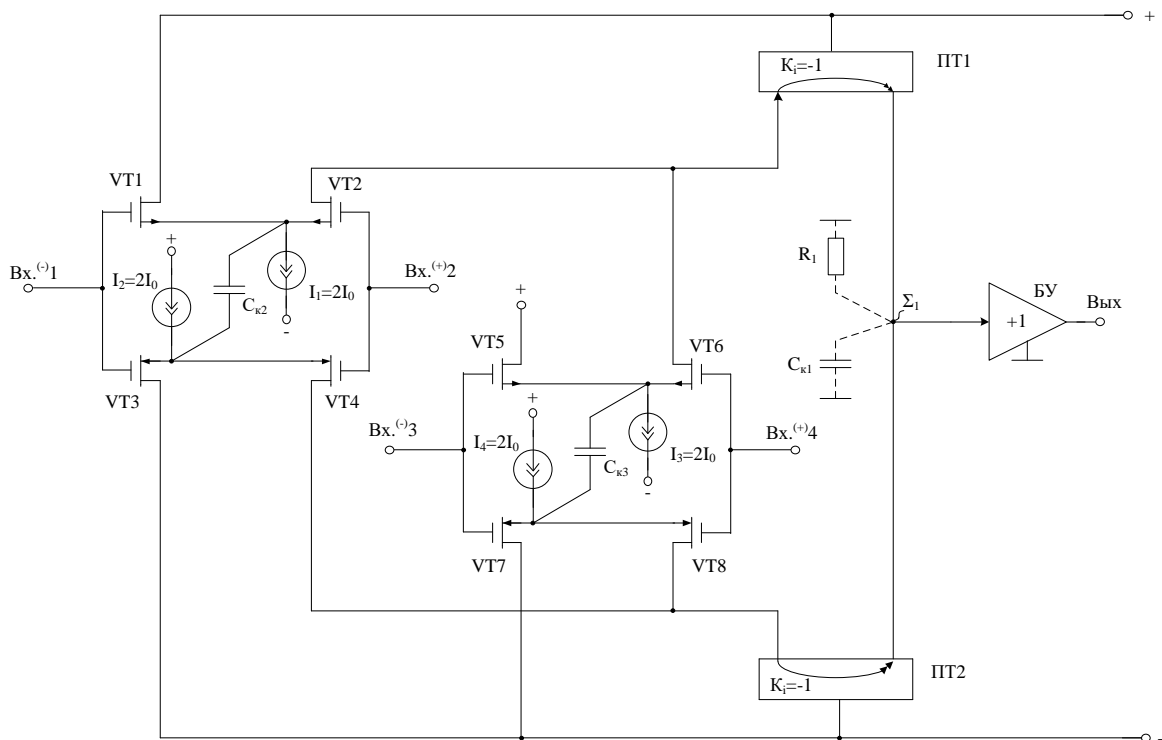 +
ПТ1
Ki=-1
VT1
VT2
+
R1
Вх.(-)1
I2=2I0
Cк2
I1=2I0
Вх.(+)2
-
+
Σ1
БУ
+1
Вых
VT3
VT4
VT5
VT6
Cк1
+
Вх.(-)3
I4=2I0
Cк3
I3=2I0
Вх.(+)4
-
VT7
VT8
ПТ2
Ki=-1
-